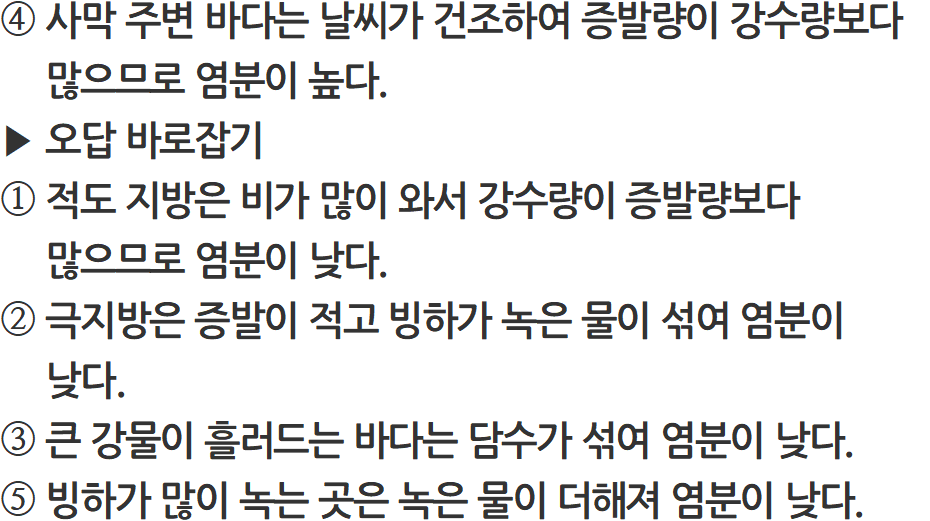 ④ 사막 주변 바다는 날씨가 건조하여 증발량이 강수량보다
많으므로 염분이 높다.
▶ 오답 바로잡기
① 적도 지방은 비가 많이 와서 강수량이 증발량보다
많으므로 염분이 낮다.
② 극지방은 증발이 적고 빙하가 녹은 물이 섞여 염분이
낮다.
③ 큰 강물이 흘러드는 바다는 담수가 섞여 염분이 낮다.
⑤ 빙하가 많이 녹는 곳은 녹은 물이 더해져 염분이 낮다.